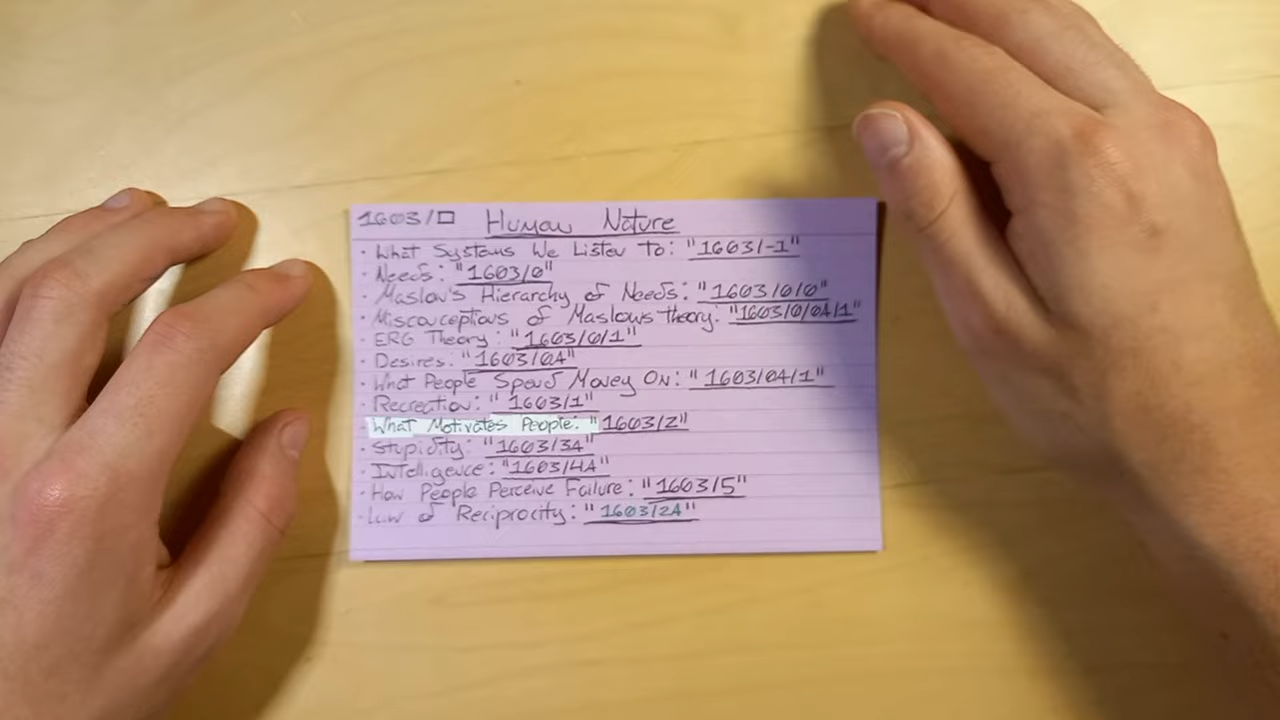 1603/□ Human Nature
· What Systems We Listen To: "1603/-1"
· Needs: "1603/0"
· Maslow's Hierarchy of Needs: "1603/0/0"
· Misconceptions of Maslows theory: "1603/0/0A/1"
· ERG Theory: "1603/0/1"
· Desires: "1603/0A"
· What People Spend Money On: "1603/0A/1"
· Recreation: "1603/1"
· What Motivates People: "1603/2"
· Stupidity: "1603/3A"
· Intelligence: "1603/4A"
· How People Perceive Failure: "1603/5"
· Law of Reciprocity: "1603/2A"